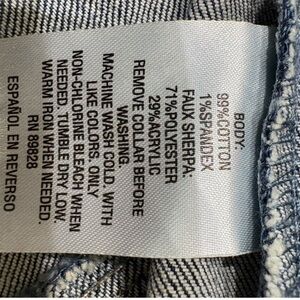 BODY:
99%COTTON
1%SPANDEX
FAUX SHERPA:
71%POLYESTER
29%ACRYLIC
REMOVE COLLAR BEFORE
WASHING.
MACHINE WASH COLD. WITH
LIKE COLORS. ONLY
NON-CHLORINE BLEACH WHEN
NEEDED. TUMBLE DRY LOW.
WARM IRON WHEN NEEDED.
RN 89928
ESPAÑOL EN REVERSO